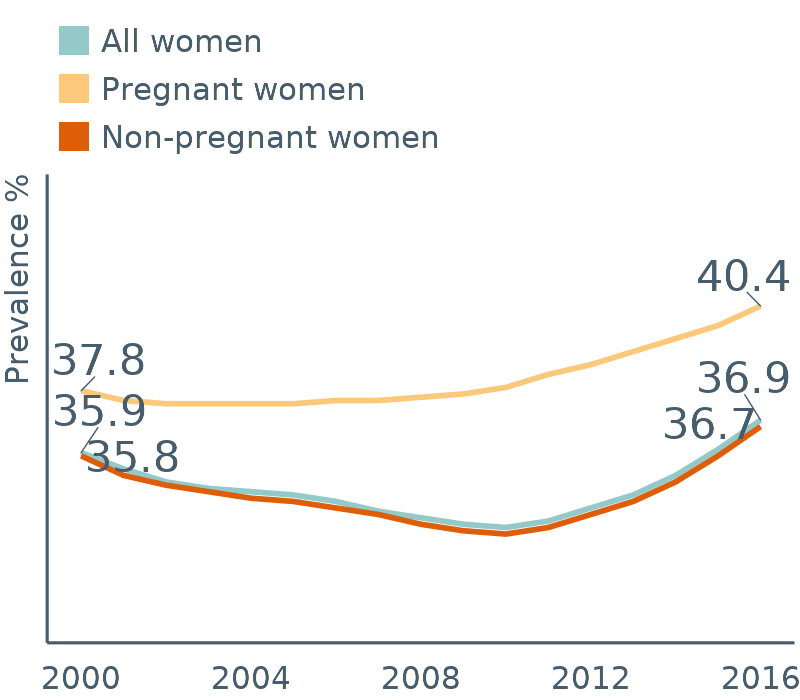 All women
Pregnant women
Non-pregnant women
Prevalence %
40.4
37.8
36.9
35.9
36.7
35.8
2000 2004 2008 2012 2016